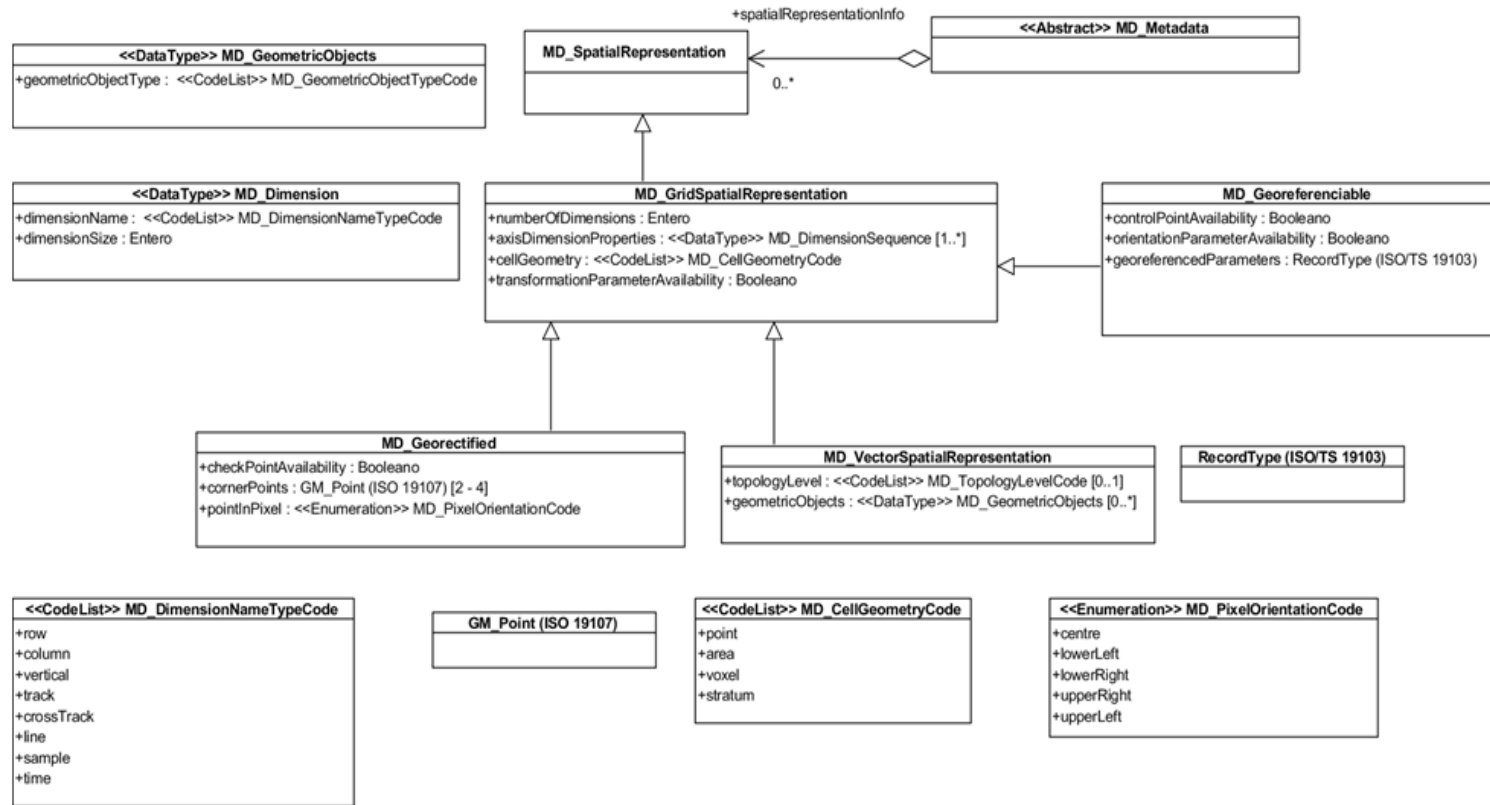 +spatialRepresentationInfo
<<DataType>> MD_GeometricObjects
+geometricObjectType : <<CodeList>> MD_GeometricObjectTypeCode
MD_SpatialRepresentation
<<Abstract>> MD_Metadata
0..*
<<DataType>> MD_Dimension
+dimensionName : <<CodeList>> MD_DimensionNameTypeCode
+dimensionSize : Entero
MD_GridSpatialRepresentation
+numberOfDimensions : Entero
+axisDimensionProperties : <<DataType>> MD_DimensionSequence [1..*]
+cellGeometry : <<CodeList>> MD_CellGeometryCode
+transformationParameterAvailability : Booleano
MD_Georeferenciable
+controlPointAvailability : Booleano
+orientationParameterAvailability : Booleano
+georeferencedParameters : RecordType (ISO/TS 19103)
MD_Georectified
+checkPointAvailability : Booleano
+cornerPoints : GM_Point (ISO 19107) [2 - 4]
+pointInPixel : <<Enumeration>> MD_PixelOrientationCode
MD_VectorSpatialRepresentation
+topologyLevel : <<CodeList>> MD_TopologyLevelCode [0..1]
+geometricObjects : <<DataType>> MD_GeometricObjects [0..*]
RecordType (ISO/TS 19103)
<<CodeList>> MD_DimensionNameTypeCode
+row
+column
+vertical
+track
+crossTrack
+line
+sample
+time
GM_Point (ISO 19107)
<<CodeList>> MD_CellGeometryCode
+point
+area
+voxel
+stratum
<<Enumeration>> MD_PixelOrientationCode
+centre
+lowerLeft
+lowerRight
+upperRight
+upperLeft